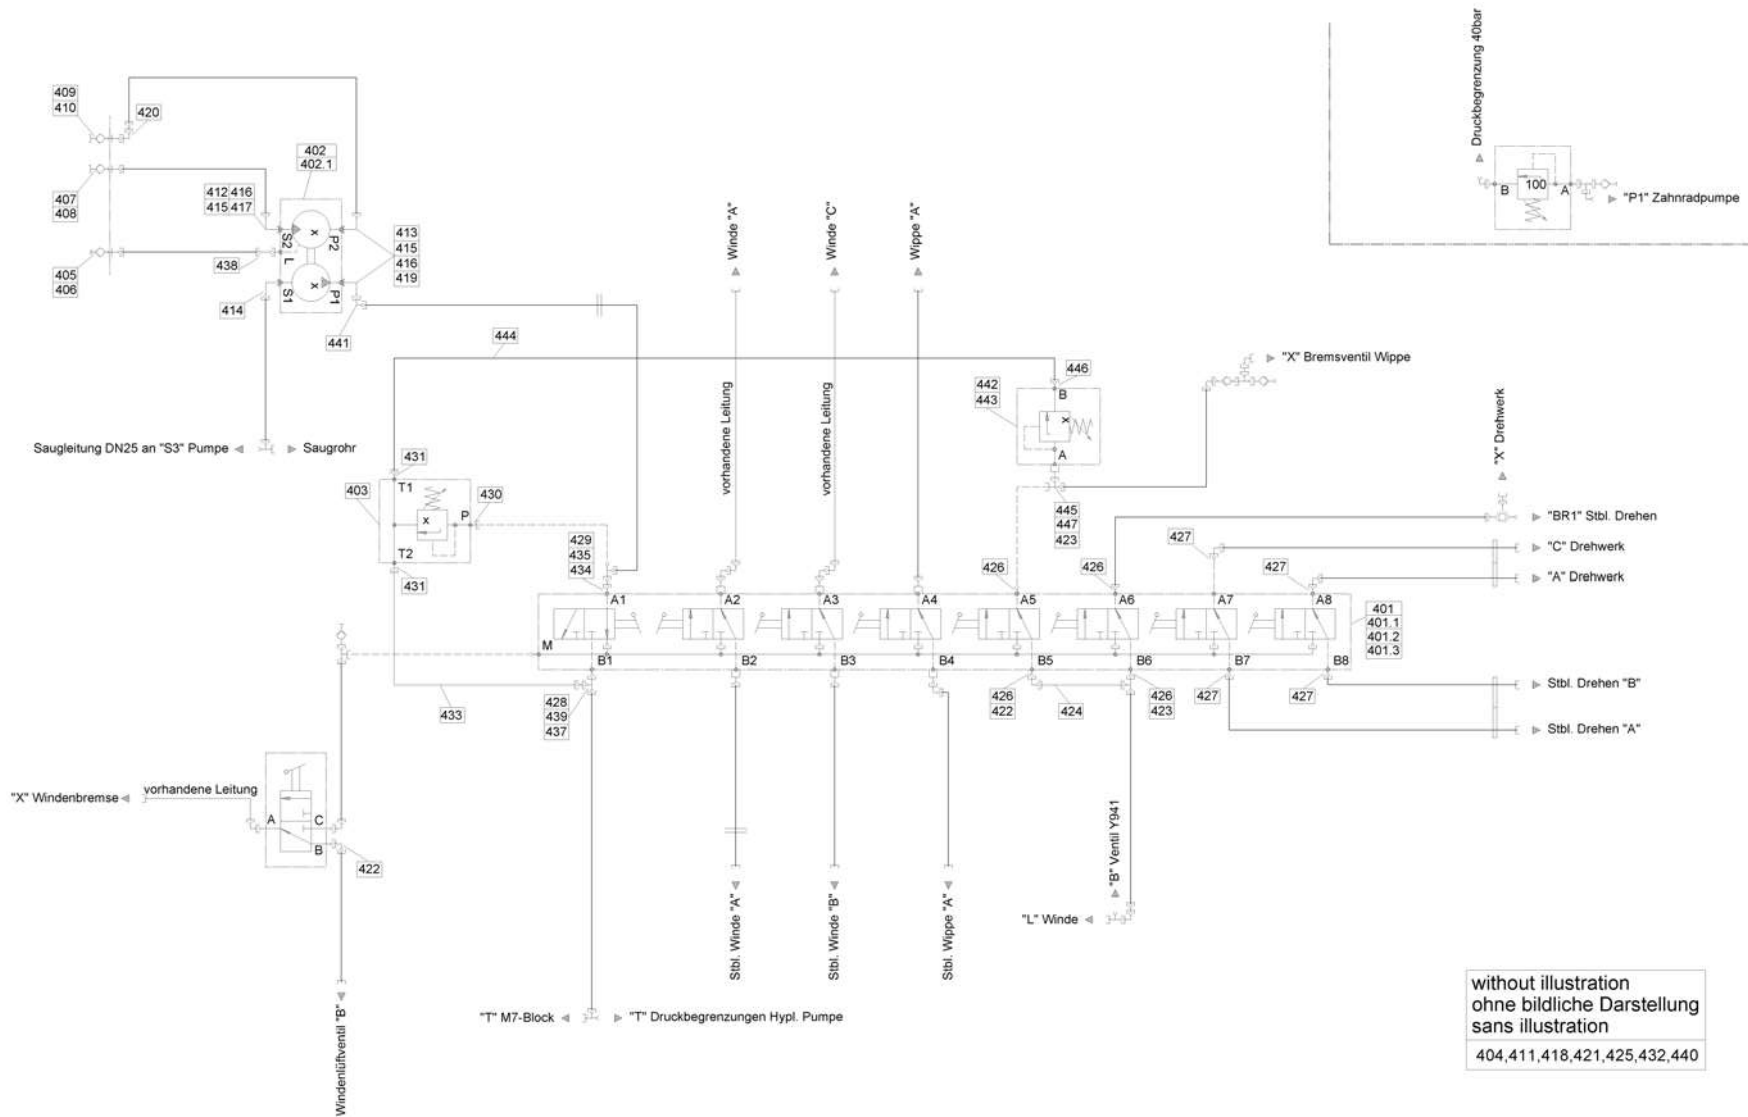 Druckbegrenzung 40bar
B
100
A
"P1" Zahnradpumpe
409
410
420
402
402.1
407
408
412 416
415 417
S2
P2
L
S1
P1
x
x
413
415
416
419
405
406
438
414
441
Winde "A"
Winde "C"
Wippe "A"
vorhandene Leitung
vorhandene Leitung
444
446
B
442
443
x
A
"X" Bremsventil Wippe
Saugleitung DN25 an "S3" Pumpe
Saugrohr
431
403
T1
430
P
x
T2
431
445
447
423
"X" Drehwerk
"BR1" Stbl. Drehen
427
"C" Drehwerk
427
"A" Drehwerk
429
435
434
426
426
A1
A2
A3
A4
A5
A6
A7
A8
401
401.1
401.2
401.3
M
B1
B2
B3
B4
B5
B6
B7
B8
433
428
439
437
426
422
424
426
423
427
427
Stbl. Drehen "B"
Stbl. Drehen "A"
"X" Windenbremse
vorhandene Leitung
A
C
B
422
Windenlüftventil "B"
Stbl. Winde "A"
Stbl. Winde "B"
Stbl. Wippe "A"
"B" Ventil Y941
"L" Winde
"T" M7-Block
"T" Druckbegrenzungen Hypl. Pumpe
without illustration
ohne bildliche Darstellung
sans illustration
404,411,418,421,425,432,440